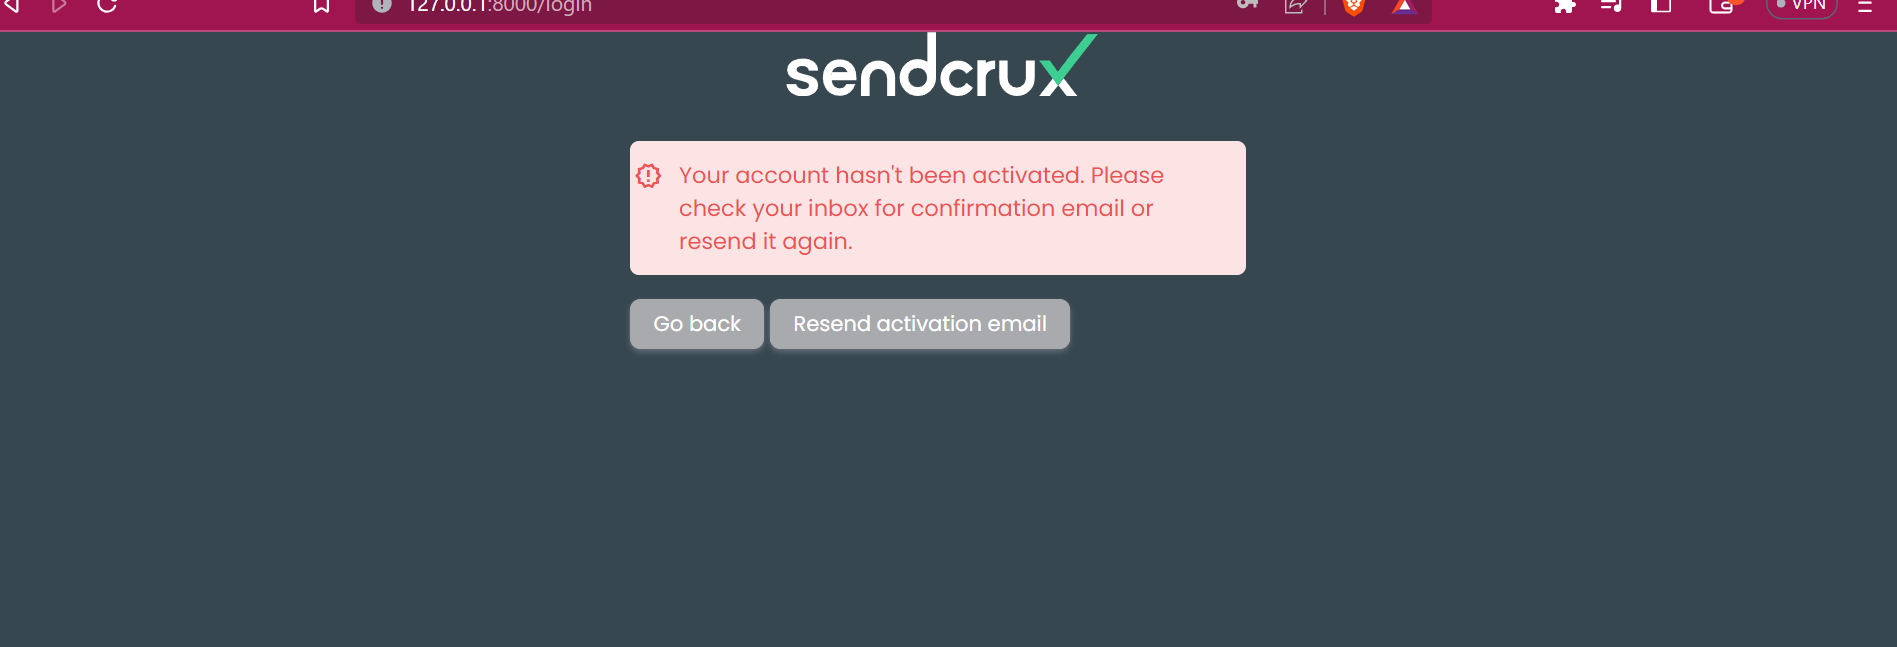 127.0.0.1:8000/login
VPN
sendcrux
Your account hasn't been activated. Please
check your inbox for confirmation email or
resend it again.
Go back
Resend activation email